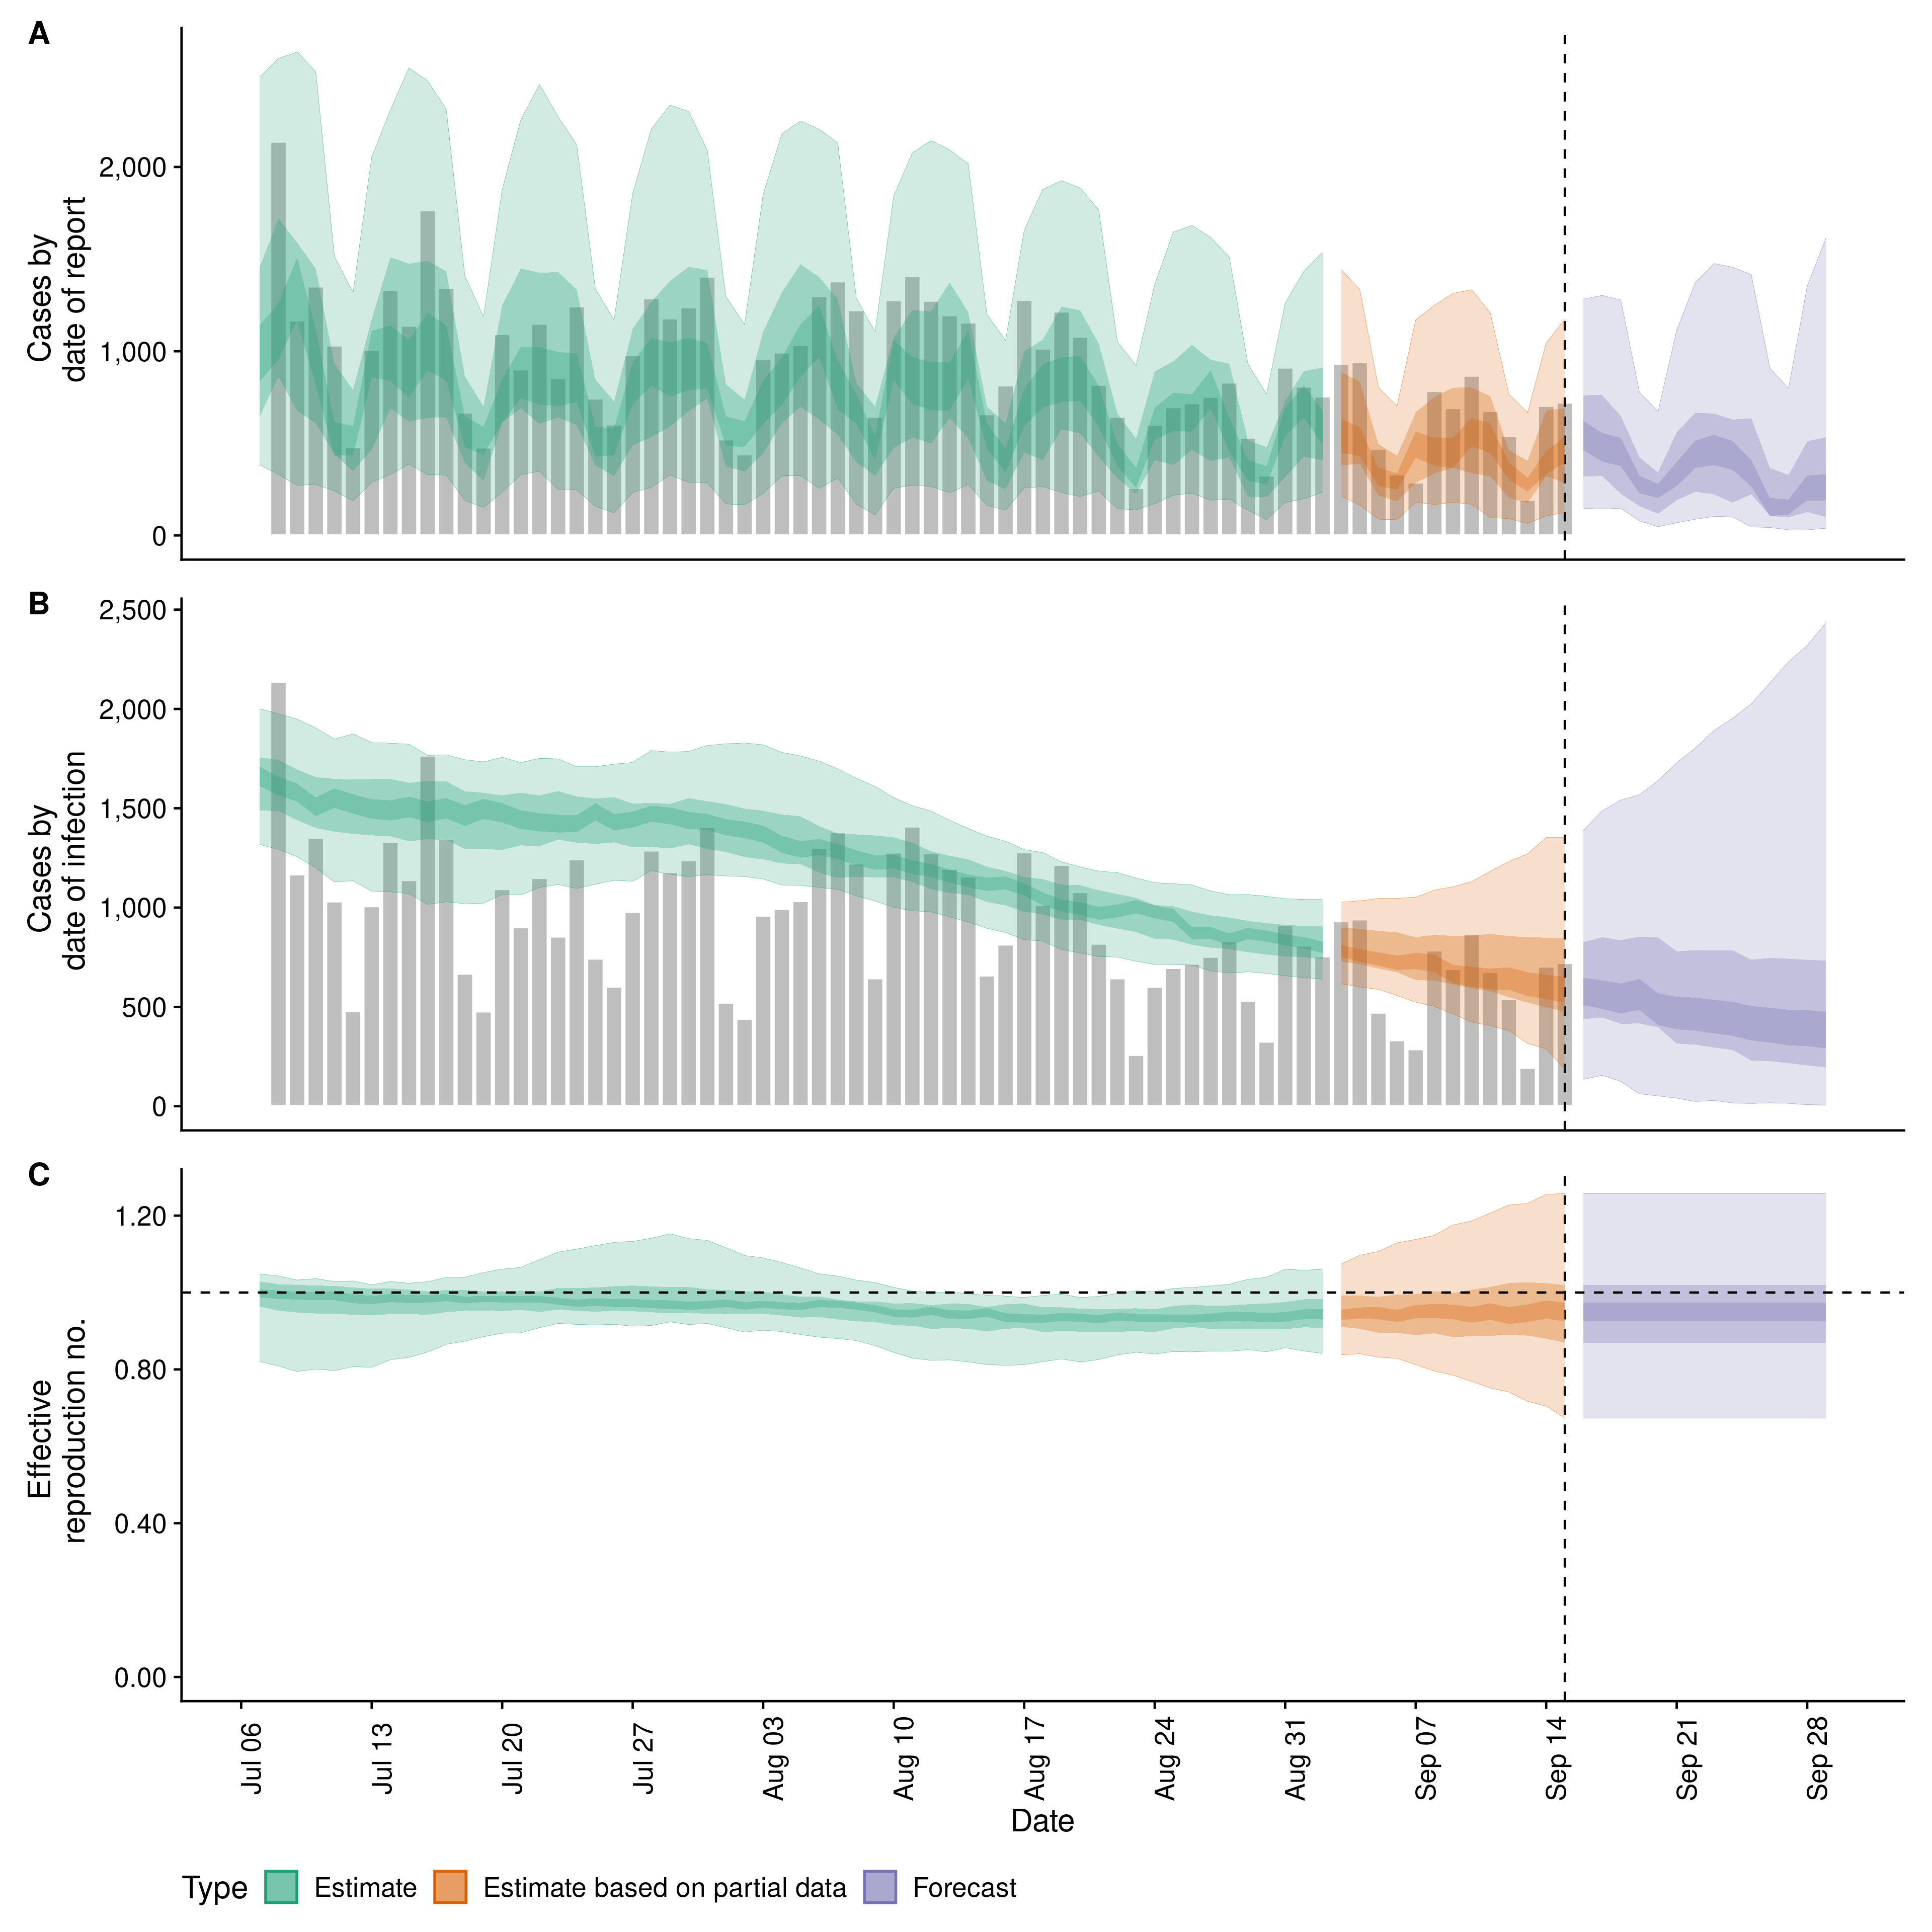 A
Cases by
date of report
2,000
1,000
0
B
Cases by
date of infection
2,500
2,000
1,500
1,000
500
0
C
Effective
reproduction no.
1.20
0.80
0.40
0.00
Jul 06
Jul 13
Jul 20
Jul 27
Aug 03
Aug 10
Aug 17
Aug 24
Aug 31
Sep 07
Sep 14
Sep 21
Sep 28
Date
Type Estimate Estimate based on partial data Forecast